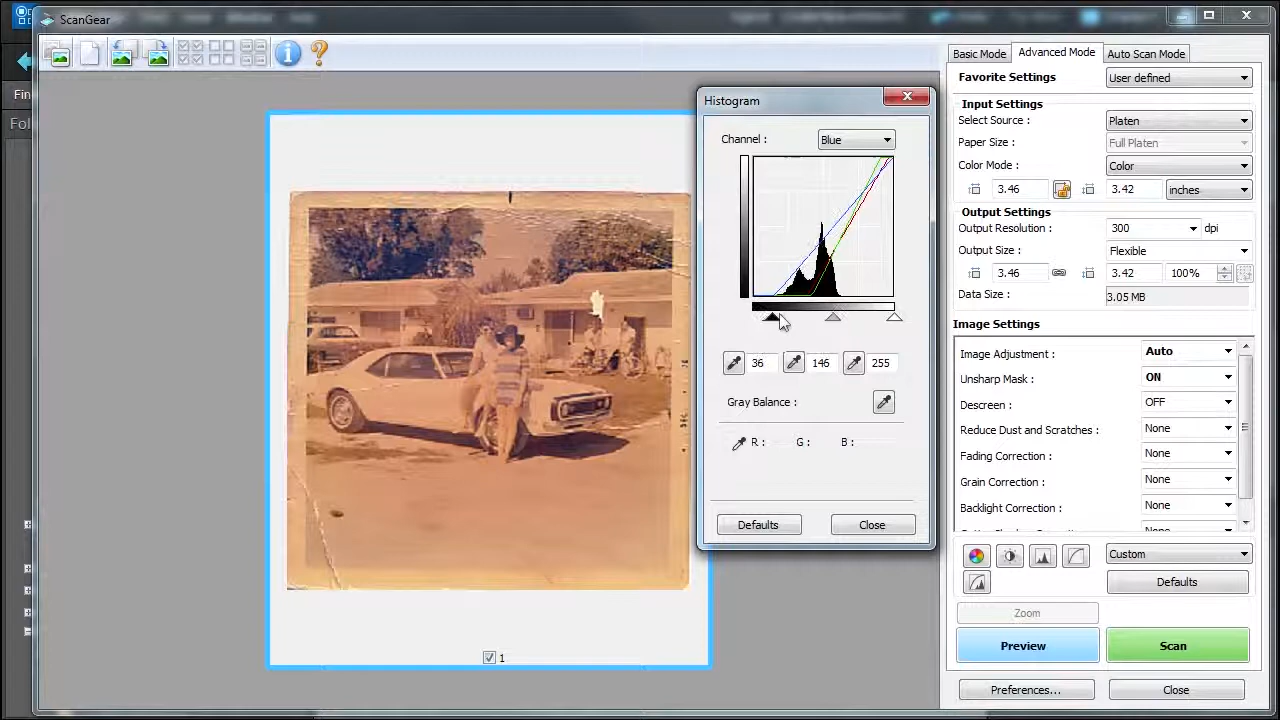 ScanGear
Basic Mode
Advanced Mode
Auto Scan Mode
Favorite Settings
User defined
Input Settings
Select Source :
Platen
Paper Size :
Full Platen
Color Mode :
Color
3.46
3.42
inches
Output Settings
Output Resolution :
300
dpi
Output Size :
Flexible
3.46
3.42
100%
Data Size :
3.05 MB
Image Settings
Image Adjustment :
Auto
Unsharp Mask :
ON
Descreen :
OFF
Reduce Dust and Scratches :
None
Fading Correction :
None
Grain Correction :
None
Backlight Correction :
None
None
Custom
Defaults
Zoom
Preview
Scan
Preferences...
Close
Histogram
Channel :
Blue
36
146
255
Gray Balance :
R :
G :
B :
Defaults
Close
1
Fin
Fol